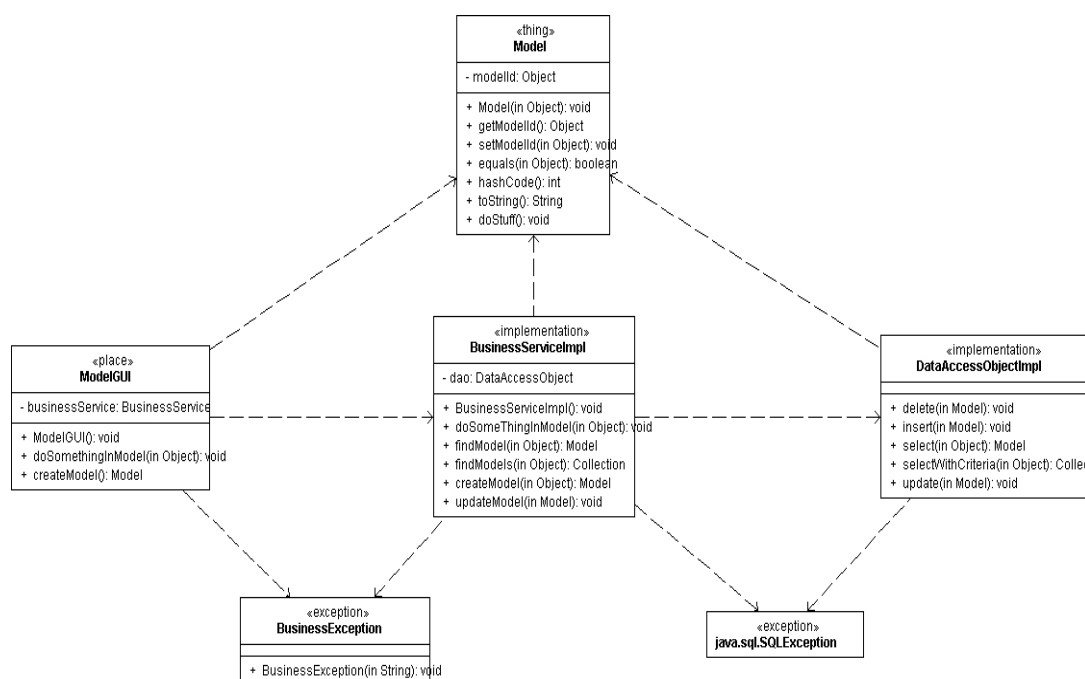 «thing»
Model
- modelId: Object
+ Model(in Object): void
+ getModelId(): Object
+ setModelId(in Object): void
+ equals(in Object): boolean
+ hashCode(): int
+ toString(): String
+ doStuff(): void
«place»
ModelGUI
- businessService: BusinessService
+ ModelGUI(): void
+ doSomethingInModel(in Object): void
+ createModel(): Model
«implementation»
BusinessServiceImpl
- dao: DataAccessObject
+ BusinessServiceImpl(): void
+ doSomeThingInModel(in Object): void
+ findModel(in Object): Model
+ findModels(in Object): Collection
+ createModel(in Object): Model
+ updateModel(in Model): void
«implementation»
DataAccessObjectImpl
+ delete(in Model): void
+ insert(in Model): void
+ select(in Object): Model
+ selectWithCriteria(in Object): Collec
+ update(in Model): void
«exception»
BusinessException
+ BusinessException(in String): void
«exception»
java.sql.SQLException